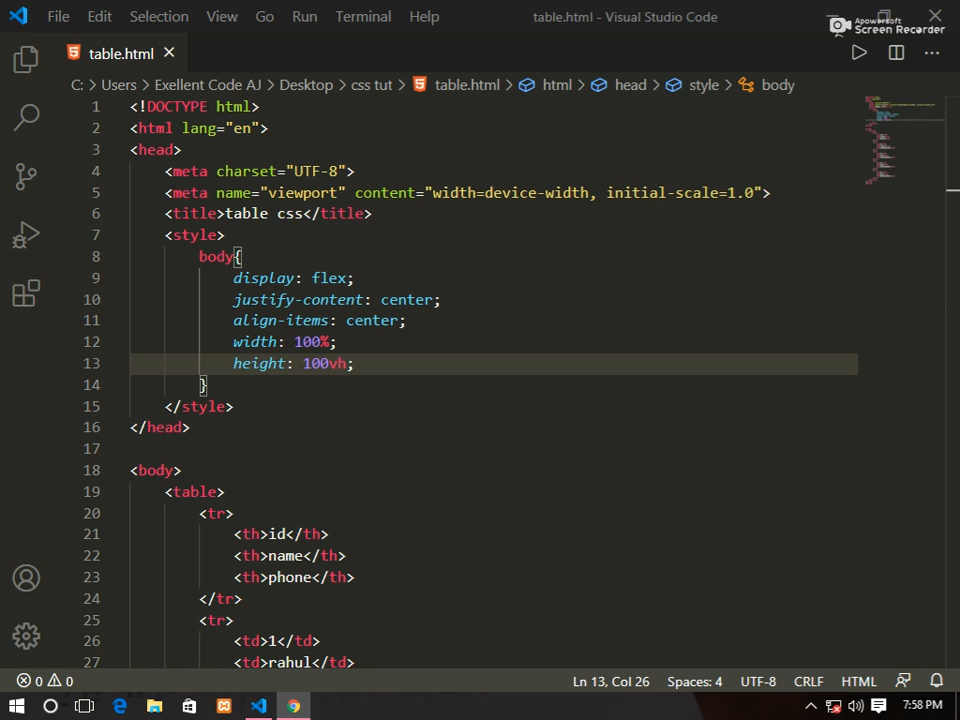 File Edit Selection View Go Run Terminal Help table.html - Visual Studio Code
Apowersoft
Screen Recorder
table.html
C: > Users > Exellent Code AJ > Desktop > css tut > table.html > html > head > style > body
1 <!DOCTYPE html>
2 <html lang="en">
3 <head>
4 <meta charset="UTF-8">
5 <meta name="viewport" content="width=device-width, initial-scale=1.0">
6 <title>table css</title>
7 <style>
8 body{
9 display: flex;
10 justify-content: center;
11 align-items: center;
12 width: 100%;
13 height: 100vh;
14 }
15 </style>
16 </head>
17
18 <body>
19 <table>
20 <tr>
21 <th>id</th>
22 <th>name</th>
23 <th>phone</th>
24 </tr>
25 <tr>
26 <td>1</td>
27 <td>rahul</td>
0 0 Ln 13, Col 26 Spaces: 4 UTF-8 CRLF HTML
7:58 PM